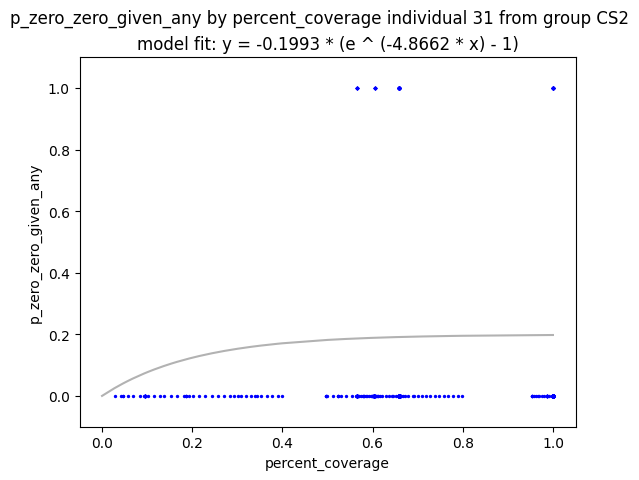 p_zero_zero_given_any by percent_coverage individual 31 from group CS2
model fit: y = -0.1993 * (e ^ (-4.8662 * x) - 1)
1.0
0.8
0.6
0.4
0.2
0.0
p_zero_zero_given_any
0.0 0.2 0.4 0.6 0.8 1.0
percent_coverage